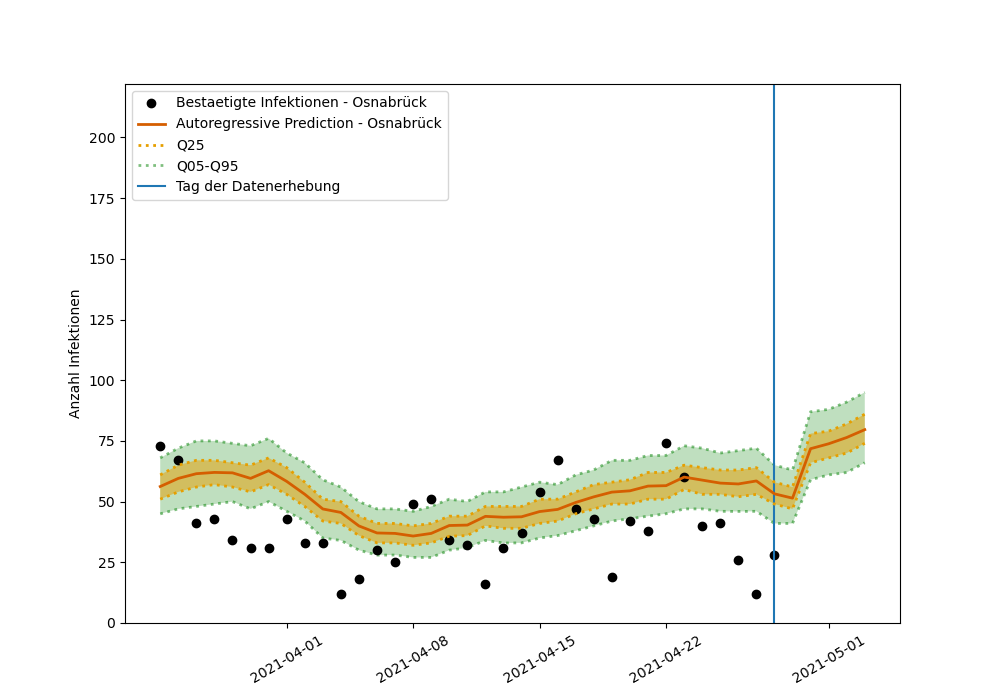 Bestaetigte Infektionen - Osnabrück
Autoregressive Prediction - Osnabrück
Q25
Q05-Q95
Tag der Datenerhebung
Anzahl Infektionen
200
175
150
125
100
75
50
25
0
2021-04-01
2021-04-08
2021-04-15
2021-04-22
2021-05-01